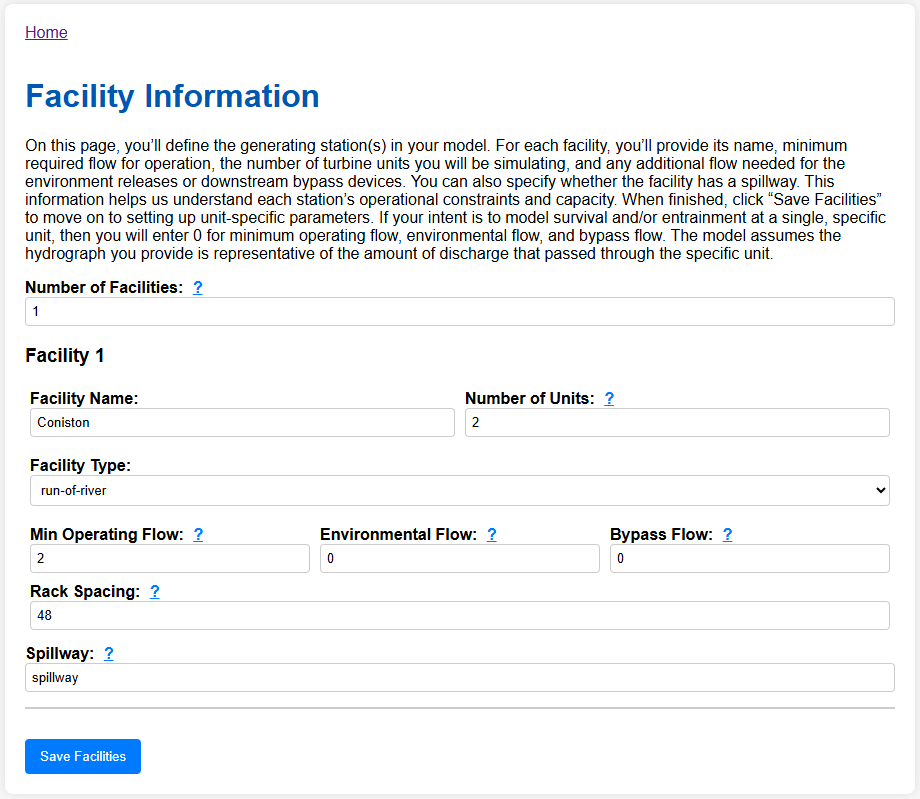 Home
Facility Information
On this page, you’ll define the generating station(s) in your model. For each facility, you’ll provide its name, minimum
required flow for operation, the number of turbine units you will be simulating, and any additional flow needed for the
environment releases or downstream bypass devices. You can also specify whether the facility has a spillway. This
information helps us understand each station’s operational constraints and capacity. When finished, click “Save Facilities”
to move on to setting up unit-specific parameters. If your intent is to model survival and/or entrainment at a single, specific
unit, then you will enter 0 for minimum operating flow, environmental flow, and bypass flow. The model assumes the
hydrograph you provide is representative of the amount of discharge that passed through the specific unit.
Number of Facilities: ?
1
Facility 1
Facility Name: Number of Units: ?
Coniston 2
Facility Type:
run-of-river
Min Operating Flow: ? Environmental Flow: ? Bypass Flow: ?
2 0 0
Rack Spacing: ?
48
Spillway: ?
spillway
Save Facilities